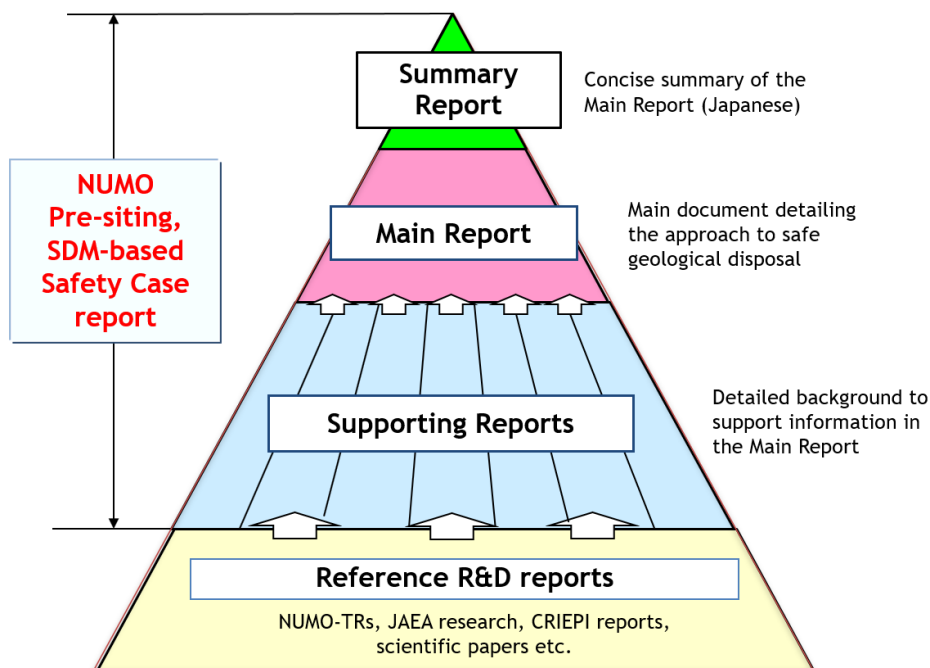 Summary
Report
Concise summary of the
Main Report (Japanese)
NUMO
Pre-siting,
SDM-based
Safety Case
report
Main Report
Main document detailing
the approach to safe
geological disposal
Supporting Reports
Detailed background to
support information in
the Main Report
Reference R&D reports
NUMO-TRs, JAEA research, CRIEPI reports,
scientific papers etc.